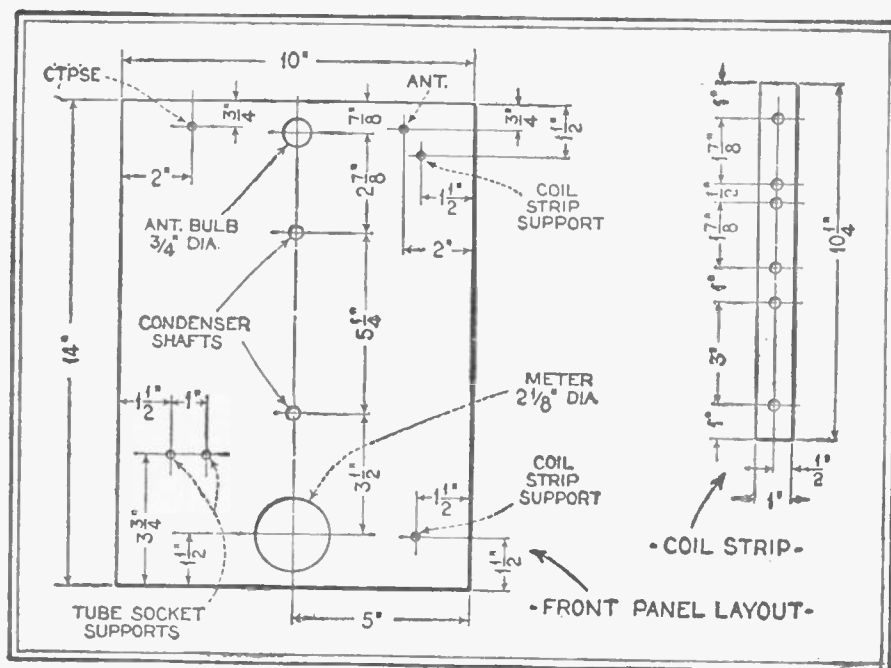 10"
CTPSE
3/4"
7/8"
ANT.
3/4"
1 1/2"
2"
2 7/8"
1 1/2"
COIL
STRIP
SUPPORT
ANT. BULB
3/4" DIA.
2"
CONDENSER
SHAFTS
5 1/4"
14"
METER
2 1/8" DIA.
1 1/2"
1"
3 1/2"
COIL
STRIP
SUPPORT
1 1/2"
3 3/4"
1 1/2"
1 1/2"
TUBE SOCKET
SUPPORTS
5"
-FRONT PANEL LAYOUT-
1"
1 7/8"
1/2"
1 7/8"
1"
3"
1"
10 1/4"
1/2"
1"
-COIL STRIP-